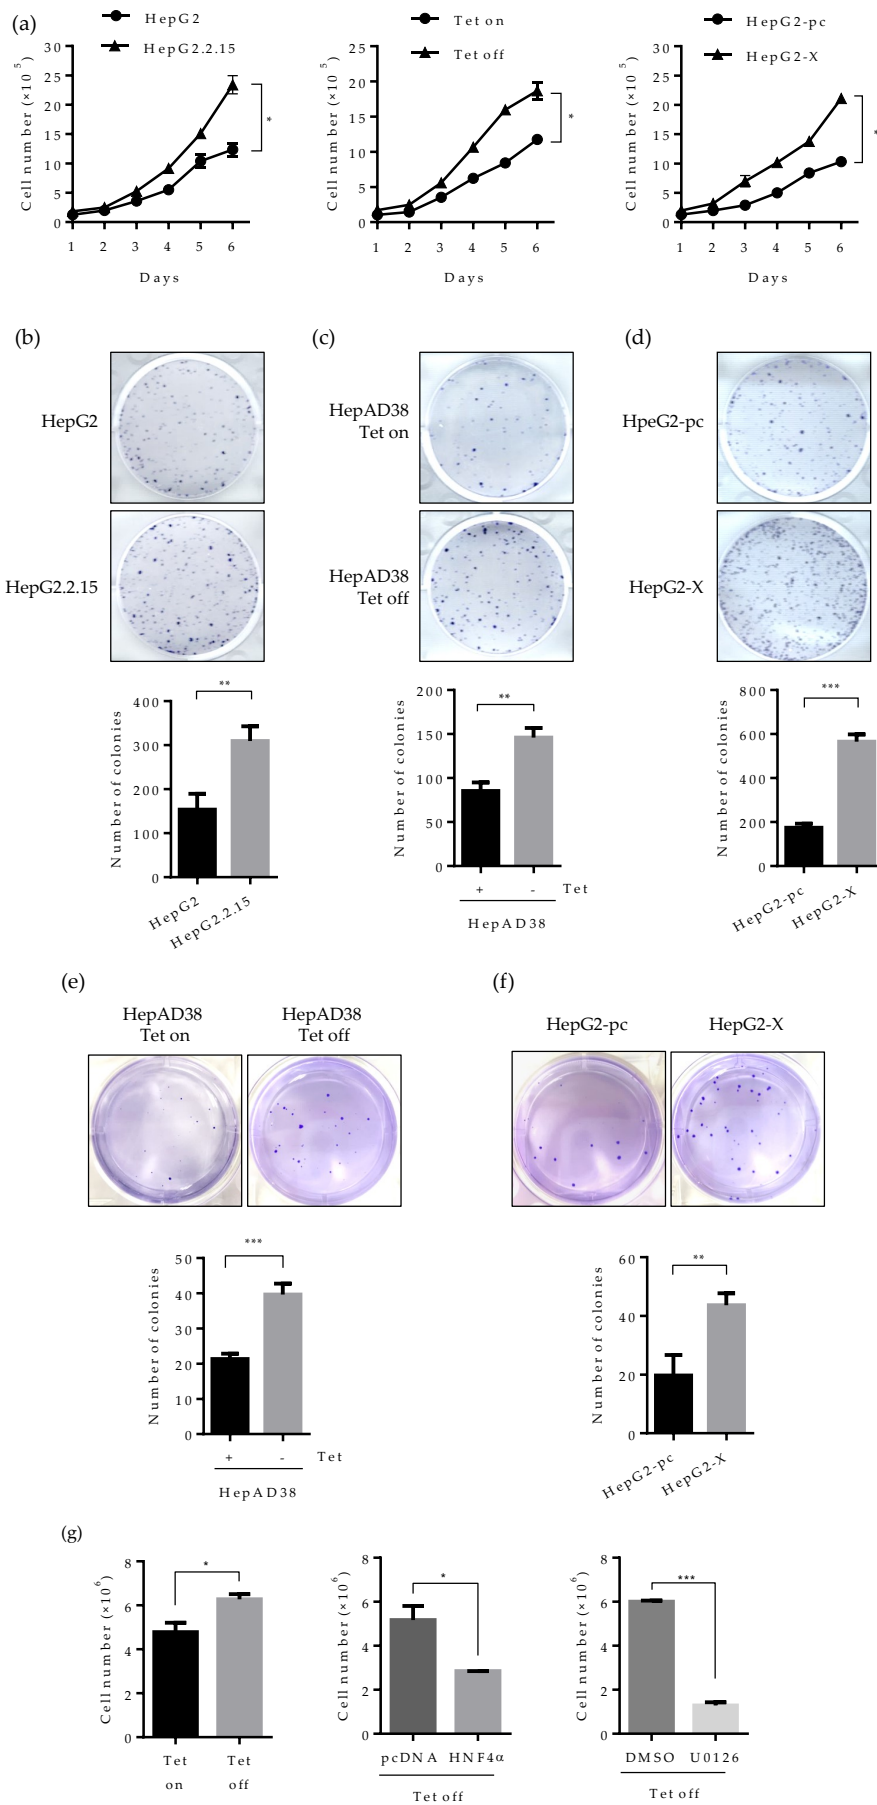 (a)
HepG2
HepG2.2.15
Cell number (×10 5)
30
25
20
15
10
5
0
1 2 3 4 5 6
Days
*
Tet on
Tet off
Cell number (×10 5)
25
20
15
10
5
0
1 2 3 4 5 6
Days
*
HepG2-pc
HepG2-X
Cell number (×10 5)
30
25
20
15
10
5
0
1 2 3 4 5 6
Days
*
(b)
HepG2
HepG2.2.15
Number of colonies
400
300
200
100
0
**
HepG2
HepG2.2.15
(c)
HepAD38
Tet on
HepAD38
Tet off
Number of colonies
200
150
100
50
0
**
+ - Tet
HepAD38
(d)
HpeG2-pc
HepG2-X
Number of colonies
800
600
400
200
0
***
HepG2-pc
HepG2-X
(e)
HepAD38
Tet on
HepAD38
Tet off
Number of colonies
50
40
30
20
10
0
***
+ - Tet
HepAD38
(f)
HepG2-pc
HepG2-X
Number of colonies
60
40
20
0
**
HepG2-pc
HepG2-X
(g)
Cell number (×10 6)
8
6
4
2
0
*
Tet
on
Tet
off
Cell number (×10 6)
8
6
4
2
0
*
pcDNA HNF4α
Tet off
Cell number (×10 6)
8
6
4
2
0
***
DMSO U0126
Tet off